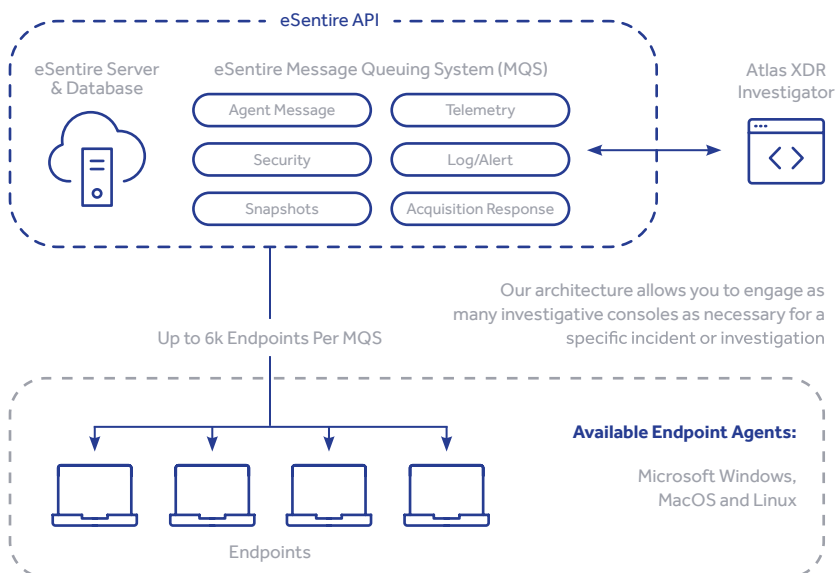 eSentire API
eSentire Server
& Database
eSentire Message Queuing System (MQS)
Agent Message
Telemetry
Security
Log/Alert
Snapshots
Acquisition Response
Atlas XDR
Investigator
Our architecture allows you to engage as
many investigative consoles as necessary for a
specific incident or investigation
Up to 6k Endpoints Per MQS
Available Endpoint Agents:
Microsoft Windows,
MacOS and Linux
Endpoints